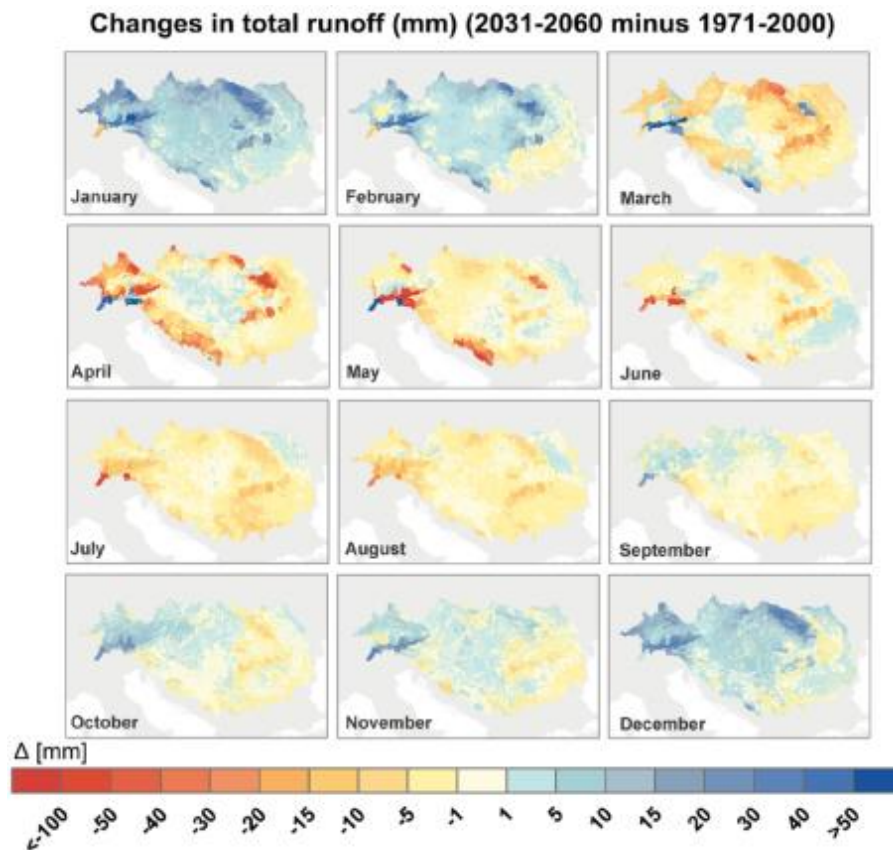 Changes in total runoff (mm) (2031-2060 minus 1971-2000)
January
February
March
April
May
June
July
August
September
October
November
December
Δ [mm]
<-100 -50 -40 -30 -20 -15 -10 -5 -1 1 5 10 15 20 30 40 >50